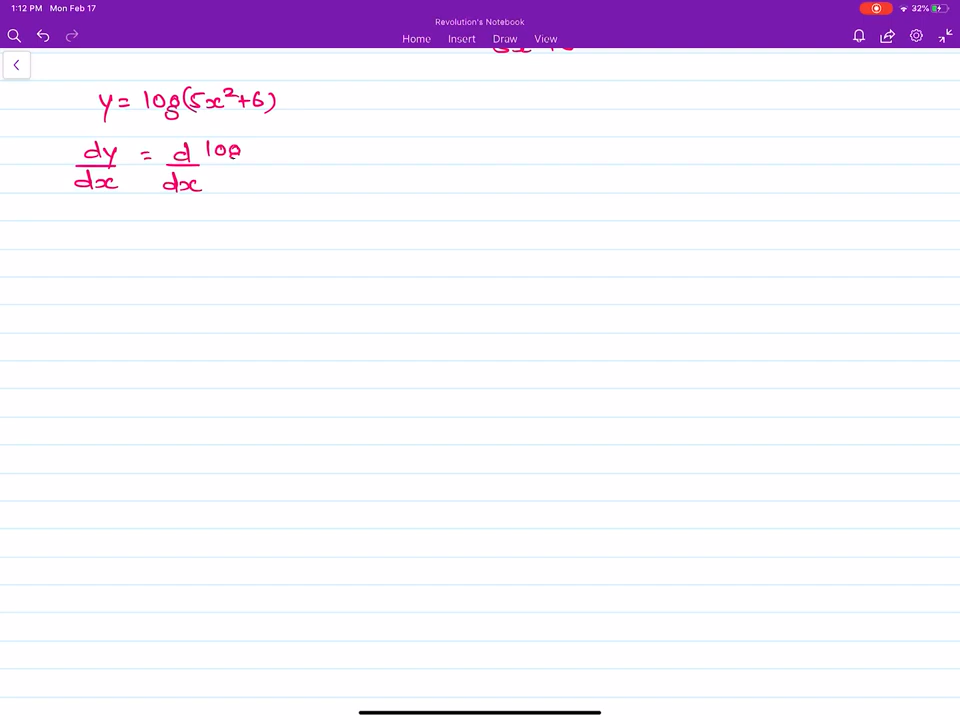 1:12 PM Mon Feb 17 32%
Revolution's Notebook
Home Insert Draw View
y = log(5x²+6)
dy = d log
dx dx